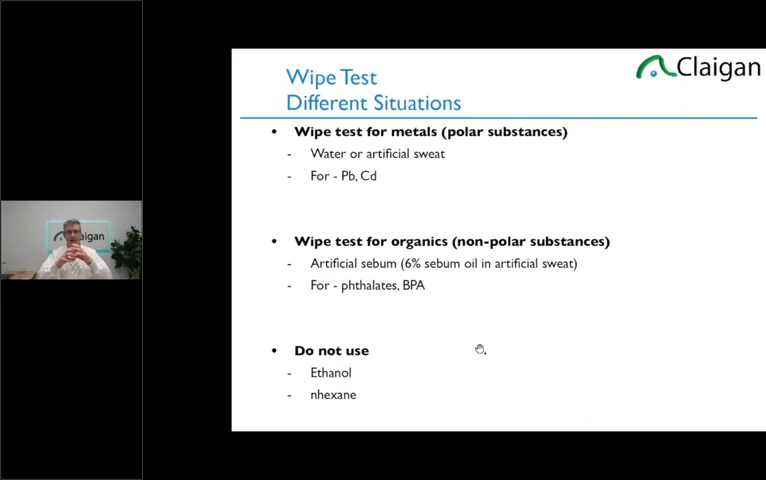 Claigan
Wipe Test
Different Situations
• Wipe test for metals (polar substances)
- Water or artificial sweat
- For - Pb, Cd
• Wipe test for organics (non-polar substances)
- Artificial sebum (6% sebum oil in artificial sweat)
- For - phthalates, BPA
• Do not use
- Ethanol
- nhexane
aigan